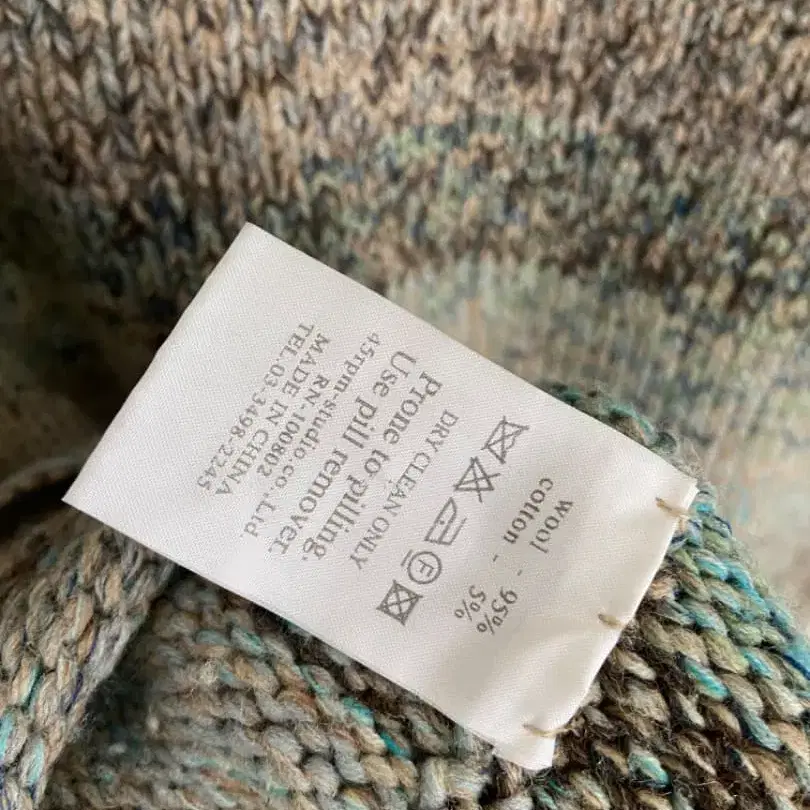 wool - 95%
cotton - 5%
F
DRY CLEAN ONLY
Prone to pilling.
Use pill remover.
45rpm-studio co.,Ltd.
RN-100802
MADE IN CHINA
TEL.03-3498-2245